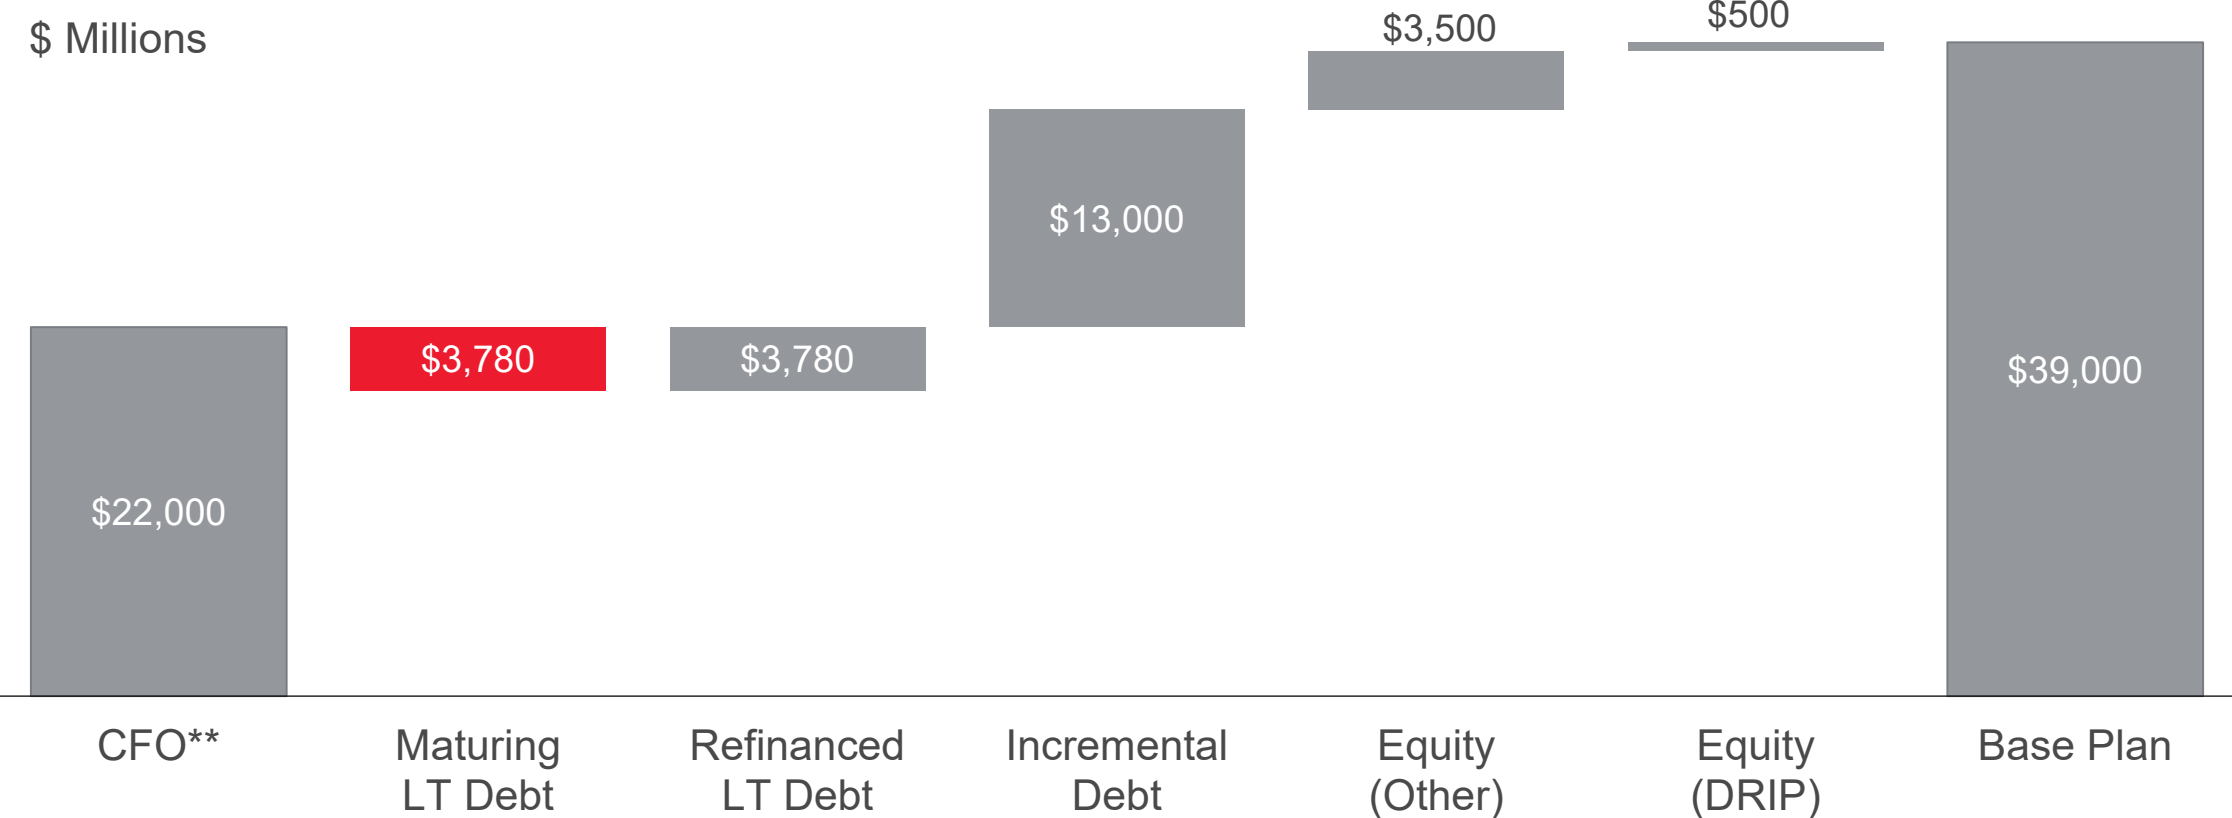 $ Millions
$3,500
$500
$13,000
$3,780
$3,780
$39,000
$22,000
CFO**
Maturing
LT Debt
Refinanced
LT Debt
Incremental
Debt
Equity
(Other)
Equity
(DRIP)
Base Plan